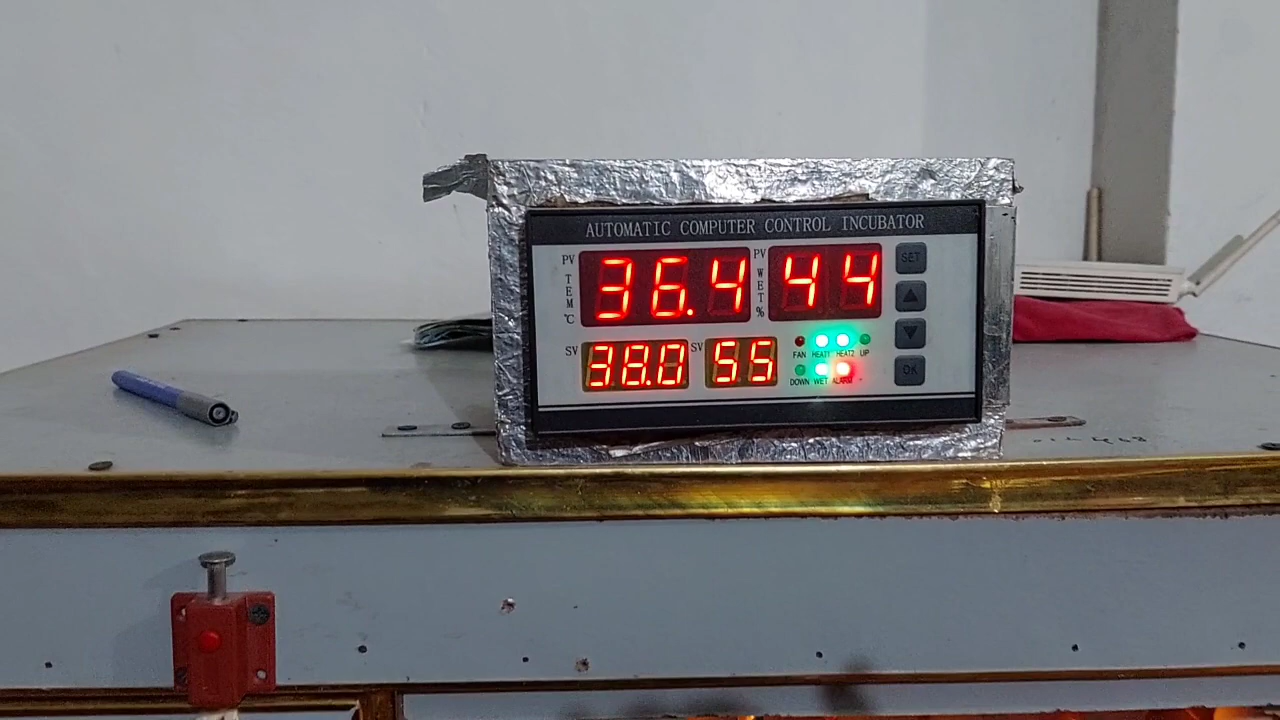 AUTOMATIC COMPUTER CONTROL INCUBATOR
PV TEM℃ 36.4 PV WET% 44 SET
SV 38.0 SV 55
FAN HEAT1 HEAT2 UP
DOWN WET ALARM OK